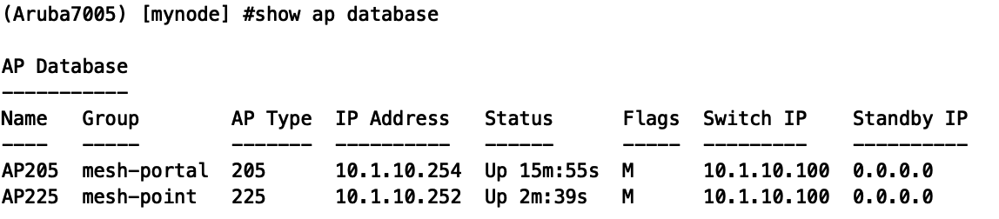 (Aruba7005) [mynode] #show ap database
AP Database
-----------
Name   Group        AP Type  IP Address   Status      Flags  Switch IP    Standby IP
----   -----        -------  ----------   ------      -----  ---------    ----------
AP205  mesh-portal  205      10.1.10.254  Up 15m:55s  M      10.1.10.100  0.0.0.0
AP225  mesh-point   225      10.1.10.252  Up 2m:39s   M      10.1.10.100  0.0.0.0